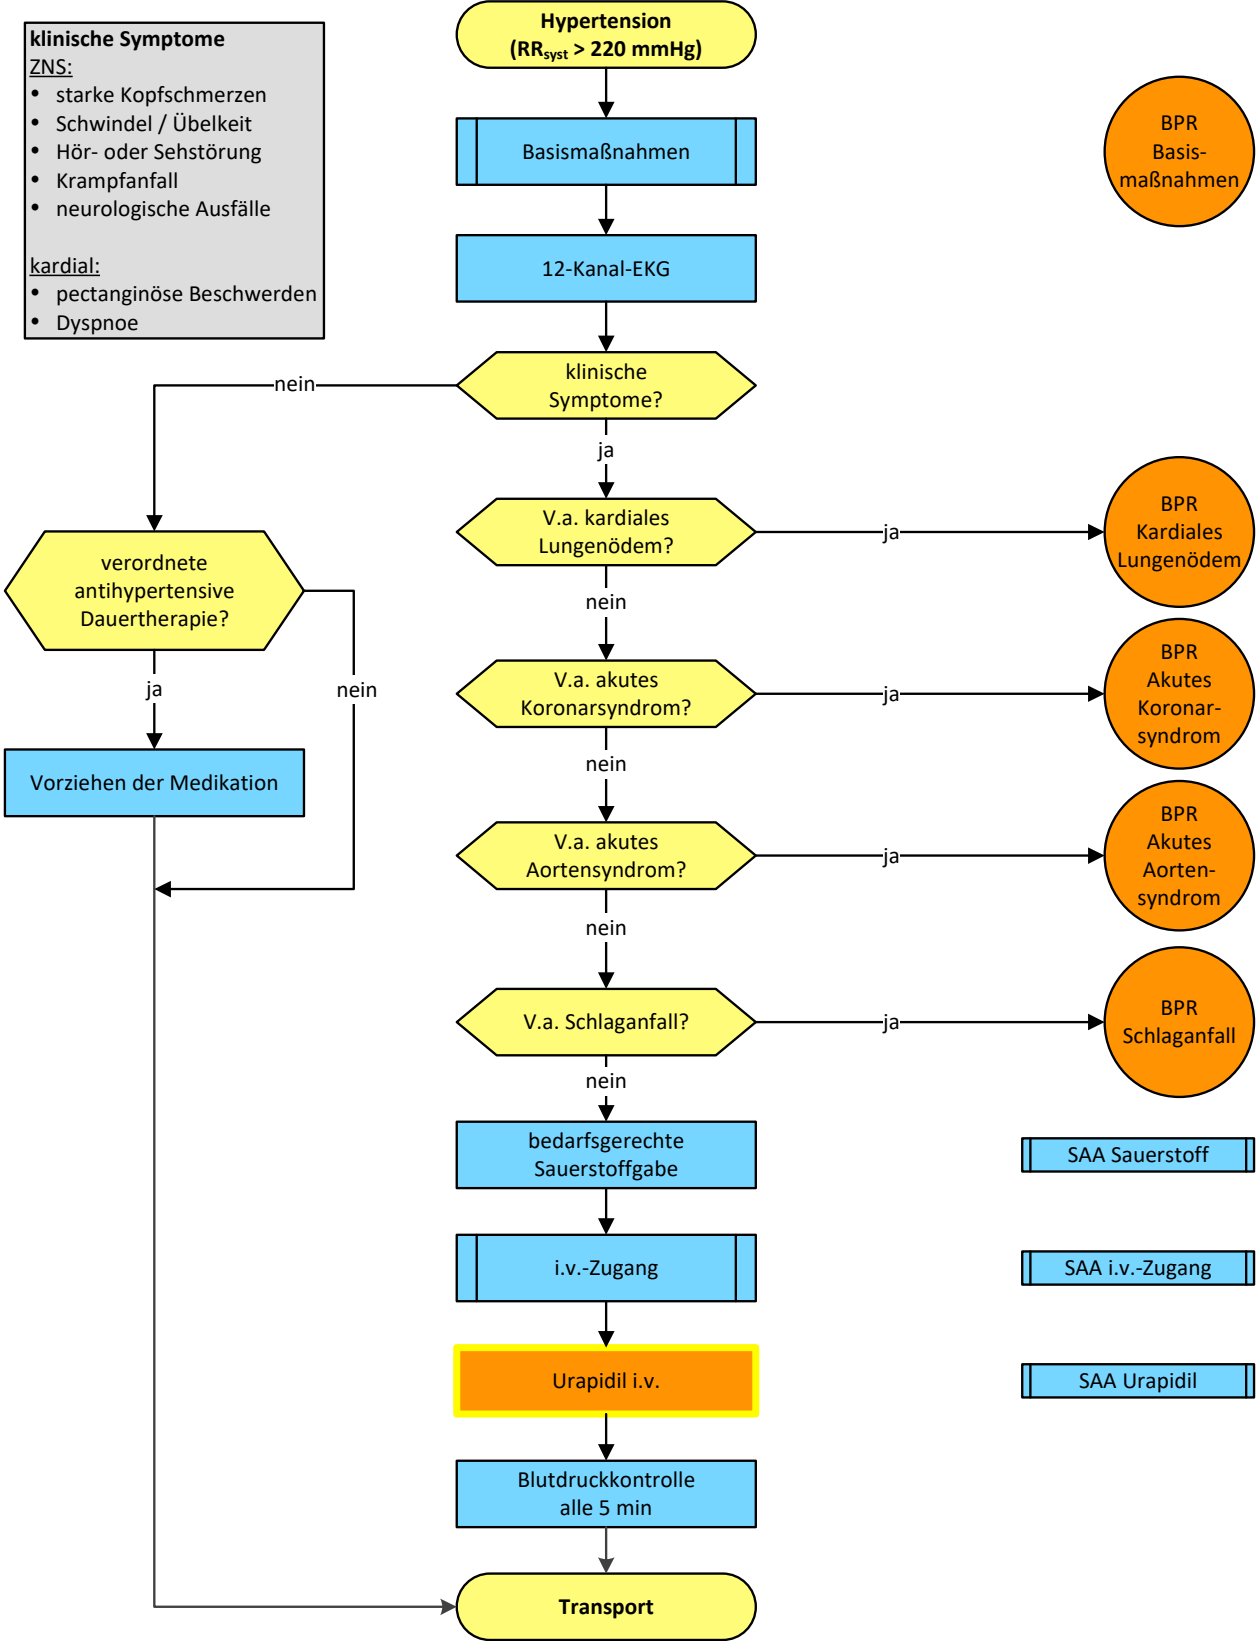 klinische Symptome
ZNS:
• starke Kopfschmerzen
• Schwindel / Übelkeit
• Hör- oder Sehstörung
• Krampfanfall
• neurologische Ausfälle
kardial:
• pectanginöse Beschwerden
• Dyspnoe
Hypertension
(RRsyst > 220 mmHg)
Basismaßnahmen
BPR
Basis-
maßnahmen
12-Kanal-EKG
klinische
Symptome?
nein
ja
verordnete
antihypertensive
Dauertherapie?
ja
nein
Vorziehen der Medikation
V.a. kardiales
Lungenödem?
ja
BPR
Kardiales
Lungenödem
nein
V.a. akutes
Koronarsyndrom?
ja
BPR
Akutes
Koronar-
syndrom
nein
V.a. akutes
Aortensyndrom?
ja
BPR
Akutes
Aorten-
syndrom
nein
V.a. Schlaganfall?
ja
BPR
Schlaganfall
nein
bedarfsgerechte
Sauerstoffgabe
SAA Sauerstoff
i.v.-Zugang
SAA i.v.-Zugang
Urapidil i.v.
SAA Urapidil
Blutdruckkontrolle
alle 5 min
Transport